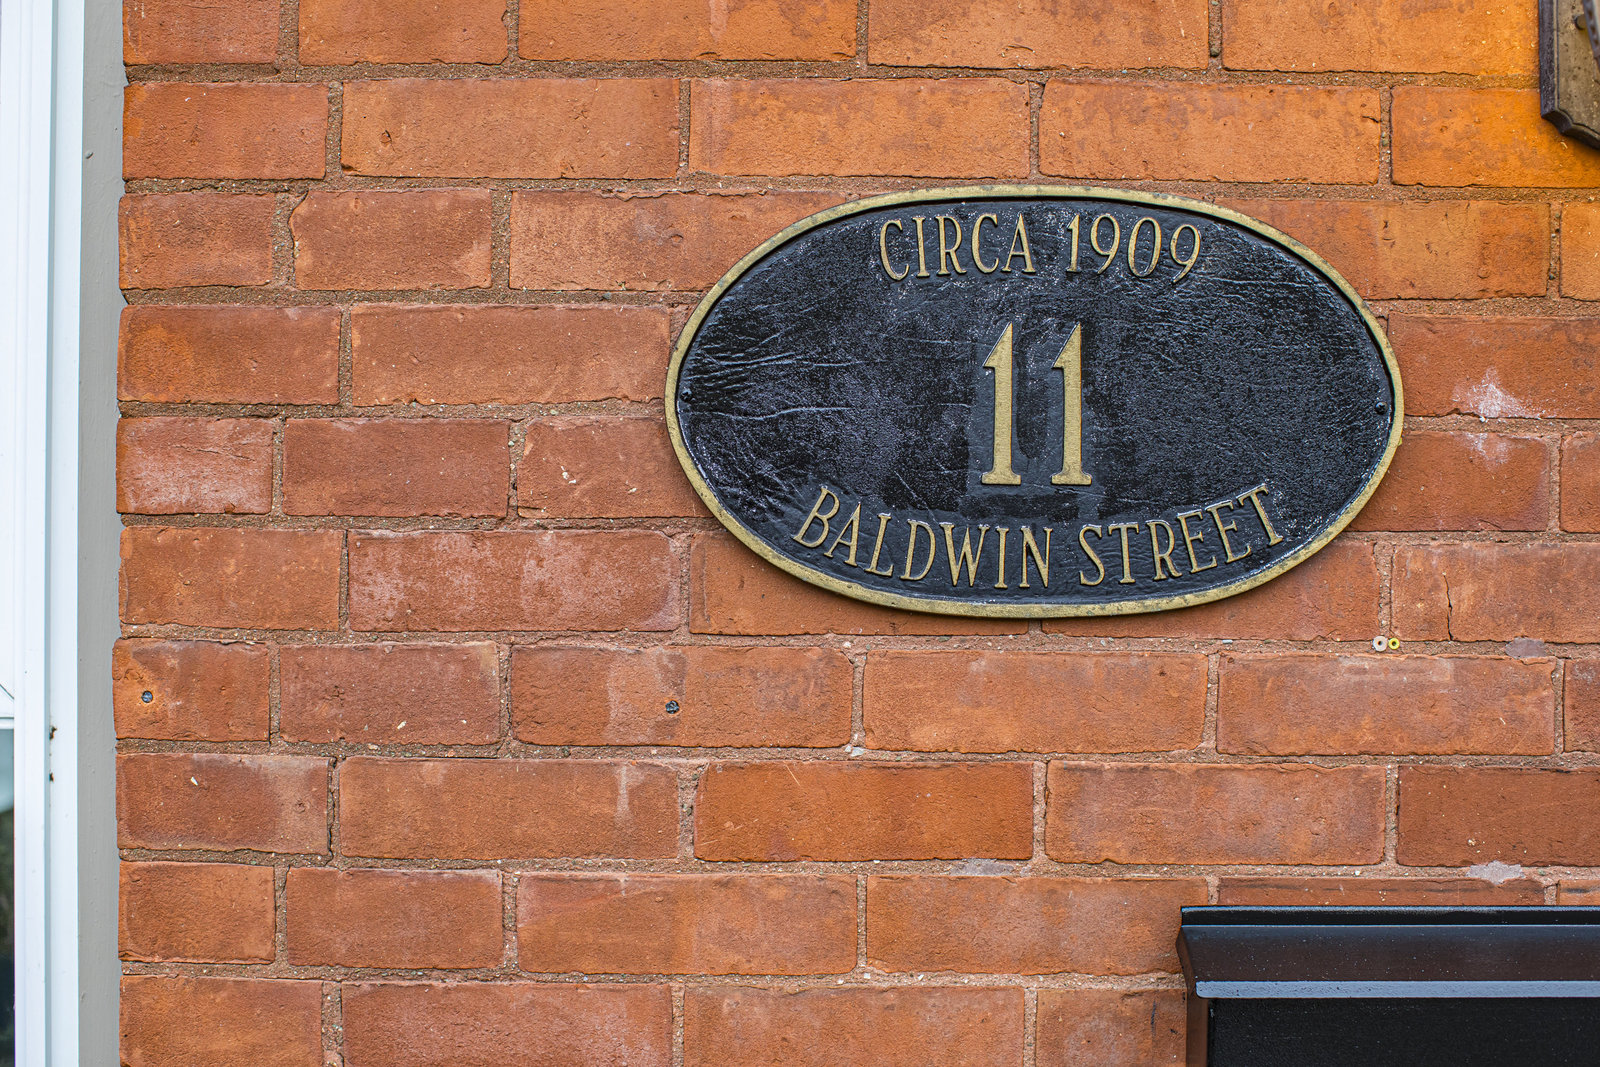 CIRCA 1909
11
BALDWIN STREET